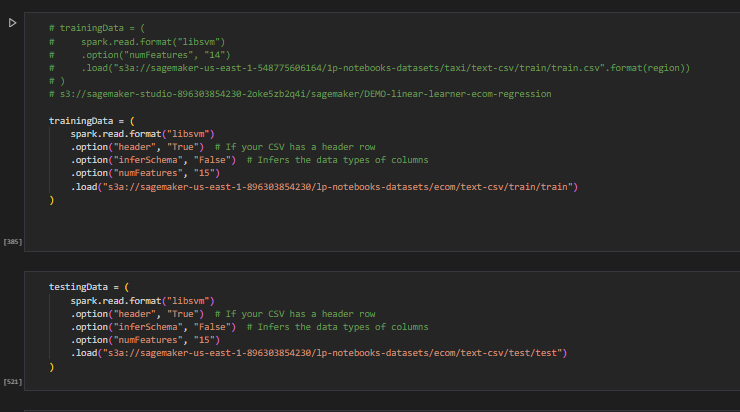 # trainingData = (
#     spark.read.format("libsvm")
#     .option("numFeatures", "14")
#     .load("s3a://sagemaker-us-east-1-548775606164/1p-notebooks-datasets/taxi/text-csv/train/train.csv".format(region))
# )
# s3://sagemaker-studio-896303854230-2oke5zb2q4i/sagemaker/DEMO-linear-learner-ecom-regression
trainingData = (
    spark.read.format("libsvm")
    .option("header", "True")  # If your CSV has a header row
    .option("inferSchema", "False")  # Infers the data types of columns
    .option("numFeatures", "15")
    .load("s3a://sagemaker-us-east-1-896303854230/lp-notebooks-datasets/ecom/text-csv/train/train")
)
[385]
testingData = (
    spark.read.format("libsvm")
    .option("header", "True")  # If your CSV has a header row
    .option("inferSchema", "False")  # Infers the data types of columns
    .option("numFeatures", "15")
    .load("s3a://sagemaker-us-east-1-896303854230/lp-notebooks-datasets/ecom/text-csv/test/test")
)
[521]